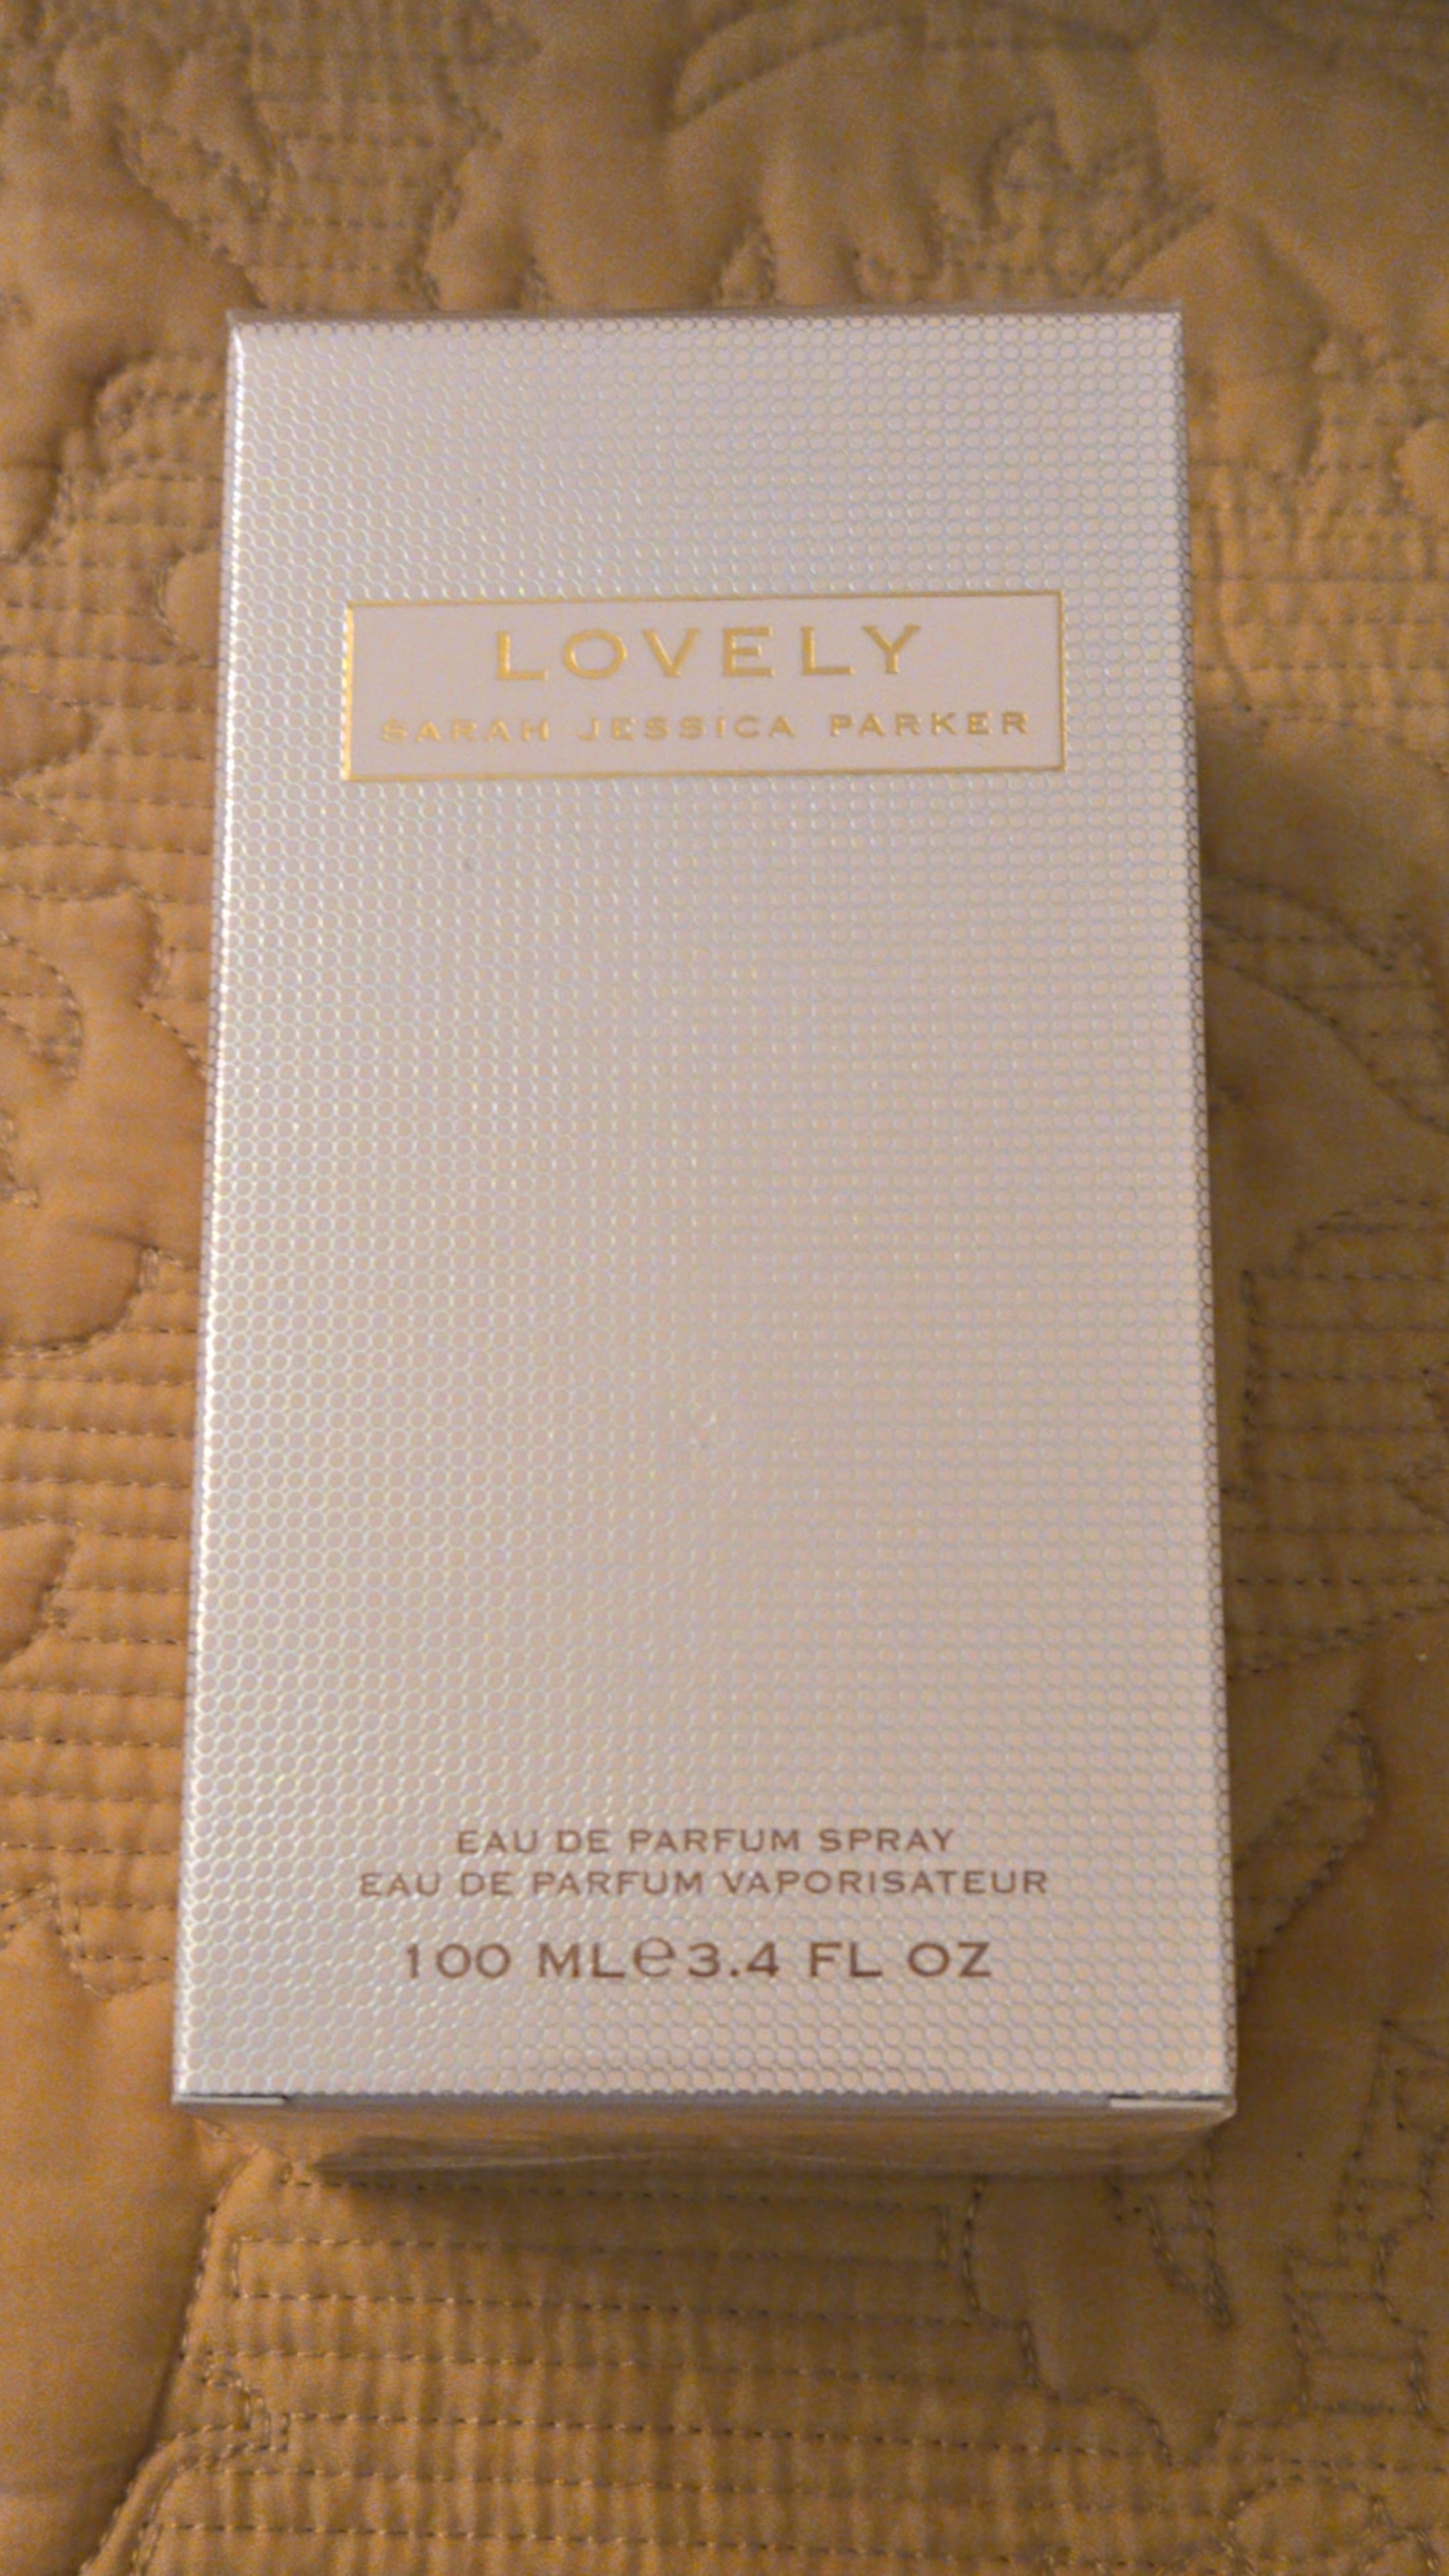 LOVELY
SARAH JESSICA PARKER
EAU DE PARFUM SPRAY
EAU DE PARFUM VAPORISATEUR
100 ML℮3.4 FL OZ